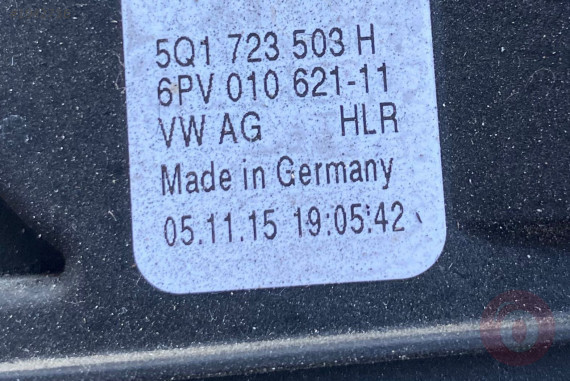 5Q1 723 503 H
6PV 010 621-11
VW AG HLR
Made in Germany
05.11.15 19:05:42